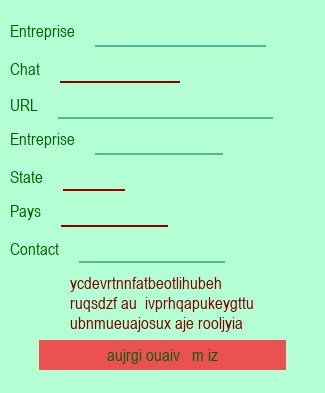 Entreprise
Chat
URL
Entreprise
State
Pays
Contact
ycdevrtnnfatbeotlihubeh
ruqsdzf au  ivprhqapukeygttu
ubnmueuajosux aje rooljyia
aujrgi ouaiv   m iz